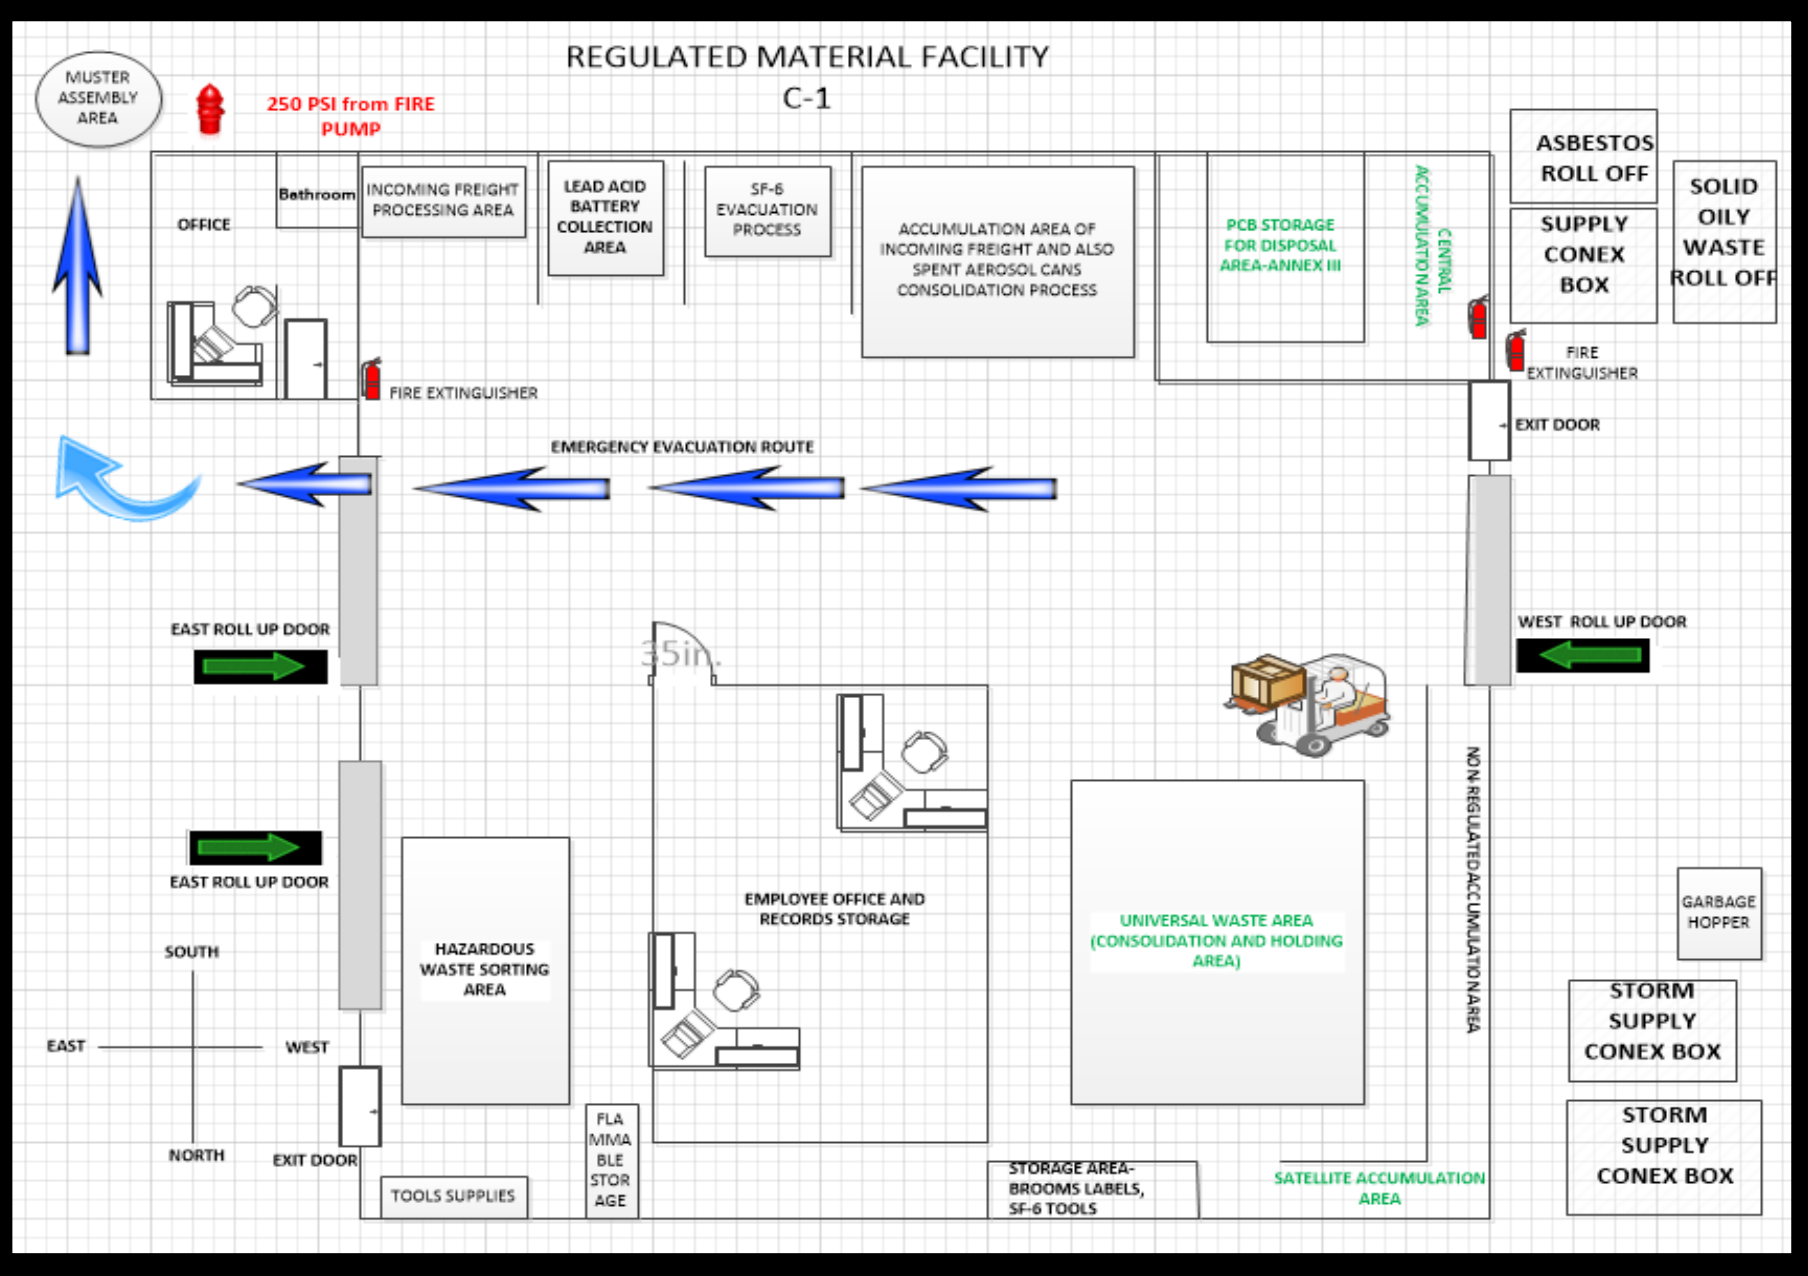 REGULATED MATERIAL FACILITY
C-1
MUSTER
ASSEMBLY
AREA
250 PSI from FIRE
PUMP
OFFICE
Bathroom
INCOMING FREIGHT
PROCESSING AREA
LEAD ACID
BATTERY
COLLECTION
AREA
SF-6
EVACUATION
PROCESS
ACCUMULATION AREA OF
INCOMING FREIGHT AND ALSO
SPENT AEROSOL CANS
CONSOLIDATION PROCESS
PCB STORAGE
FOR DISPOSAL
AREA-ANNEX III
CENTRAL
ACCUMULATION AREA
ASBESTOS
ROLL OFF
SUPPLY
CONEX
BOX
SOLID
OILY
WASTE
ROLL OFF
FIRE
EXTINGUISHER
FIRE EXTINGUISHER
EXIT DOOR
EMERGENCY EVACUATION ROUTE
EAST ROLL UP DOOR
35in.
WEST ROLL UP DOOR
EAST ROLL UP DOOR
NON-REGULATED ACCUMULATION AREA
HAZARDOUS
WASTE SORTING
AREA
EMPLOYEE OFFICE AND
RECORDS STORAGE
UNIVERSAL WASTE AREA
(CONSOLIDATION AND HOLDING
AREA)
GARBAGE
HOPPER
STORM
SUPPLY
CONEX BOX
STORM
SUPPLY
CONEX BOX
SOUTH
EAST
WEST
NORTH
EXIT DOOR
TOOLS SUPPLIES
FLA
MMA
BLE
STOR
AGE
STORAGE AREA-
BROOMS LABELS,
SF-6 TOOLS
SATELLITE ACCUMULATION
AREA